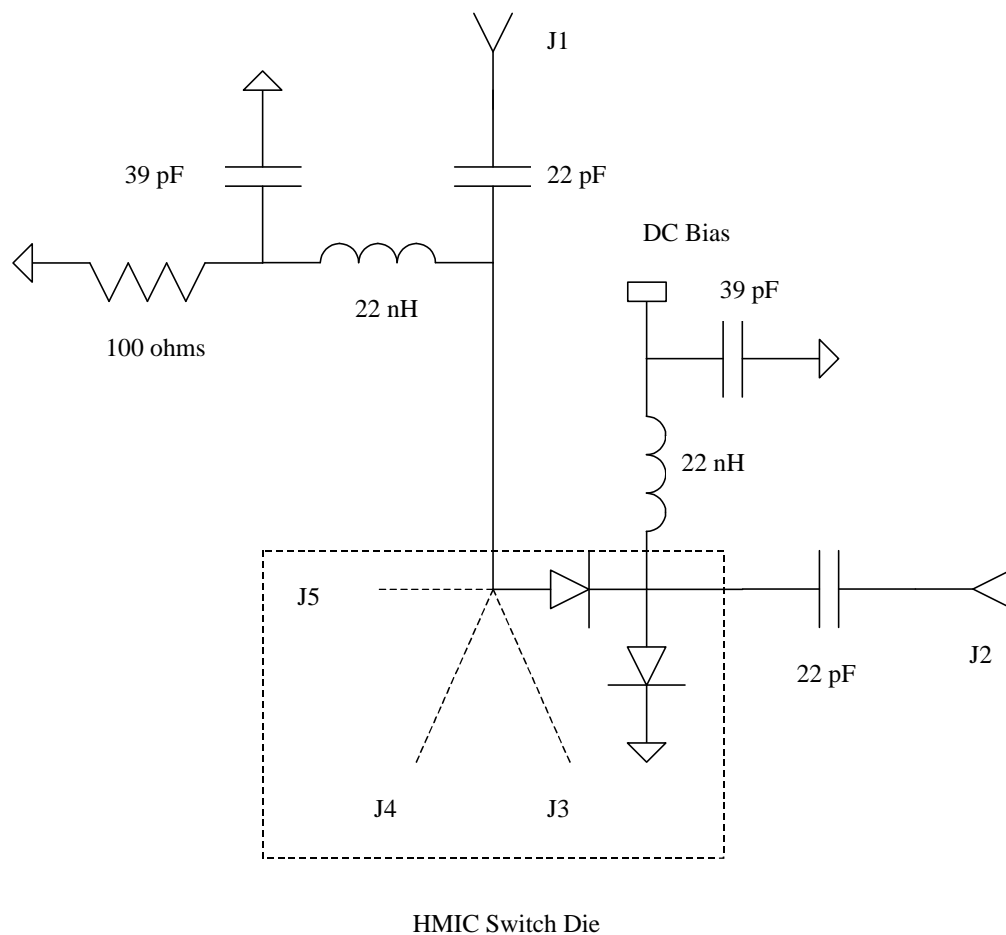 J1
39 pF
22 pF
DC Bias
39 pF
22 nH
100 ohms
22 nH
J5
J2
22 pF
J4
J3
HMIC Switch Die